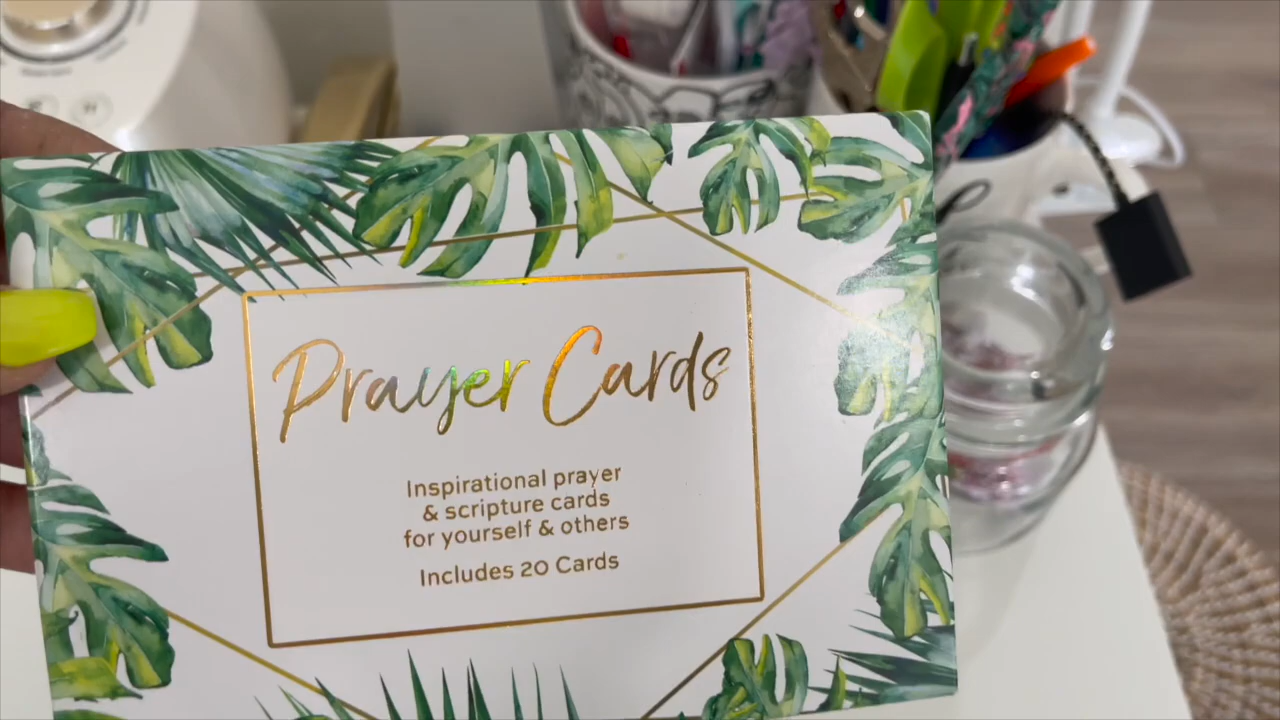 Prayer Cards
Inspirational prayer
& scripture cards
for yourself & others
Includes 20 Cards